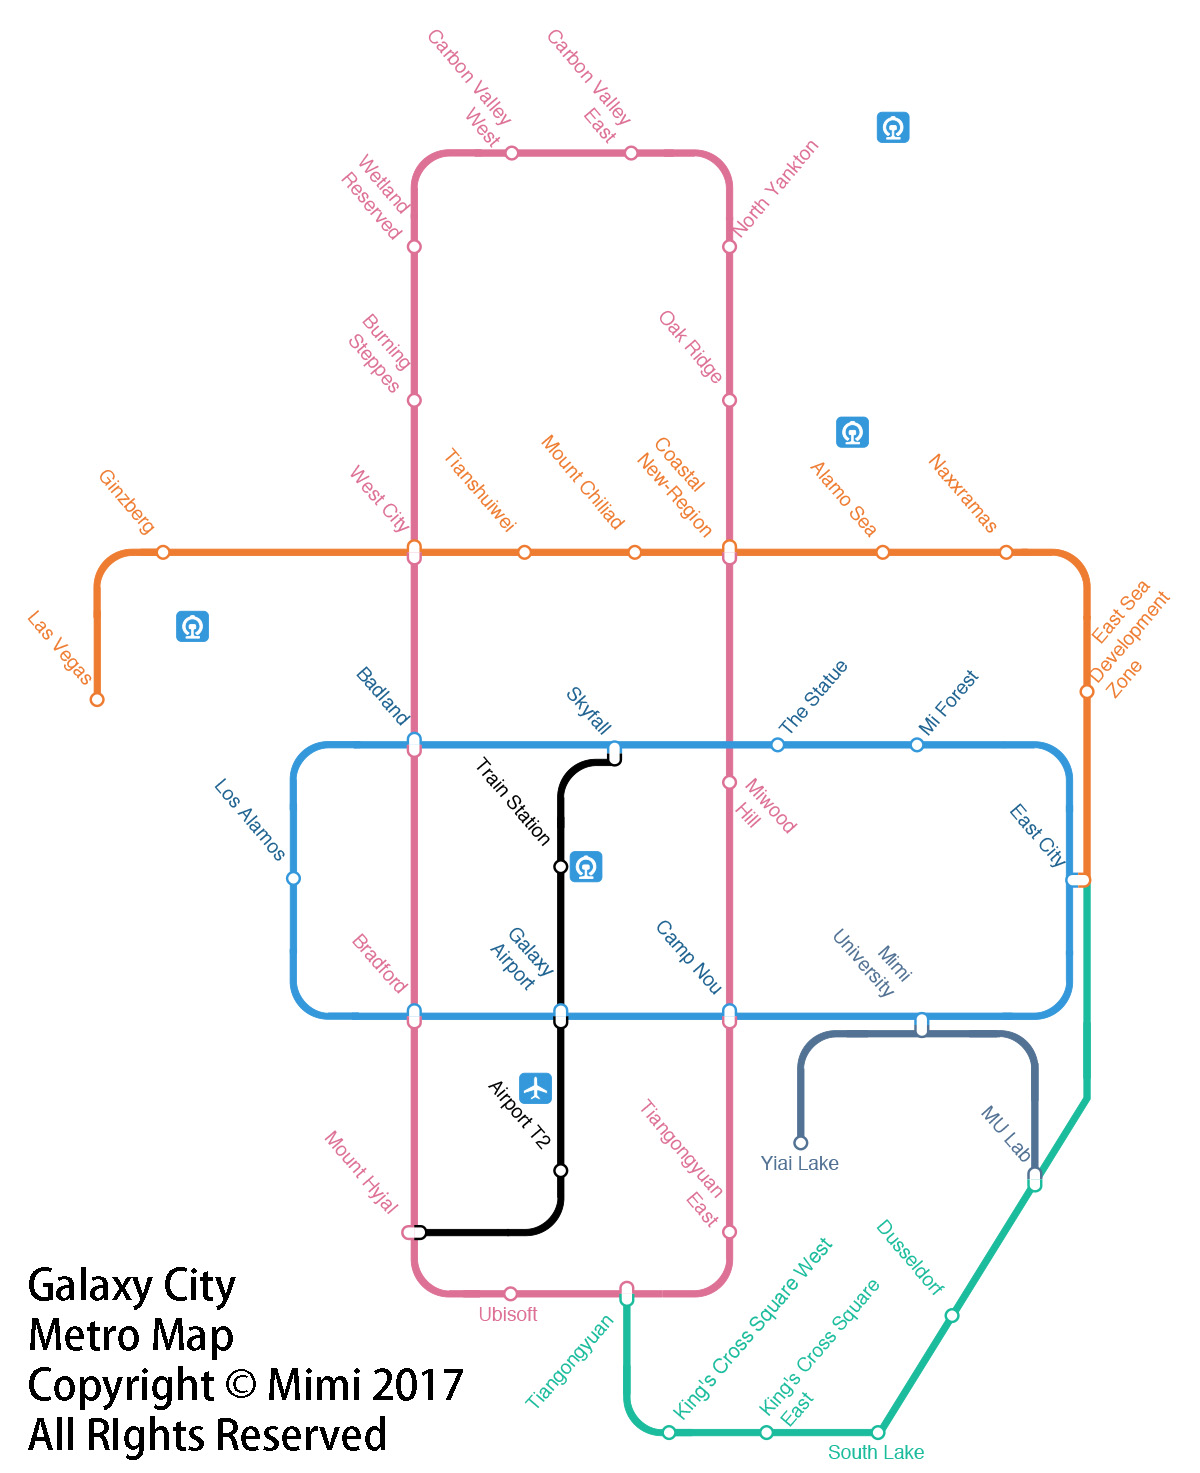 Carbon Valley
West
Carbon Valley
East
Wetland
Reserved
North Yankton
Burning
Steppes
Oak Ridge
Ginzberg
West City
Tianshuiwei
Mount Chiliad
Coastal
New-Region
Alamo Sea
Naxxramas
Las Vegas
East Sea
Development
Zone
Badland
Skyfall
The Statue
Mi Forest
Los Alamos
Train Station
Miwood
Hill
East City
Bradford
Galaxy
Airport
Camp Nou
Mimi
University
Mount Hyjal
Airport T2
Tiangongyuan
East
Yiai Lake
MU Lab
Ubisoft
Tiangongyuan
King's Cross Square West
King's Cross Square
East
Dusseldorf
South Lake
Galaxy City
Metro Map
Copyright © Mimi 2017
All RIghts Reserved